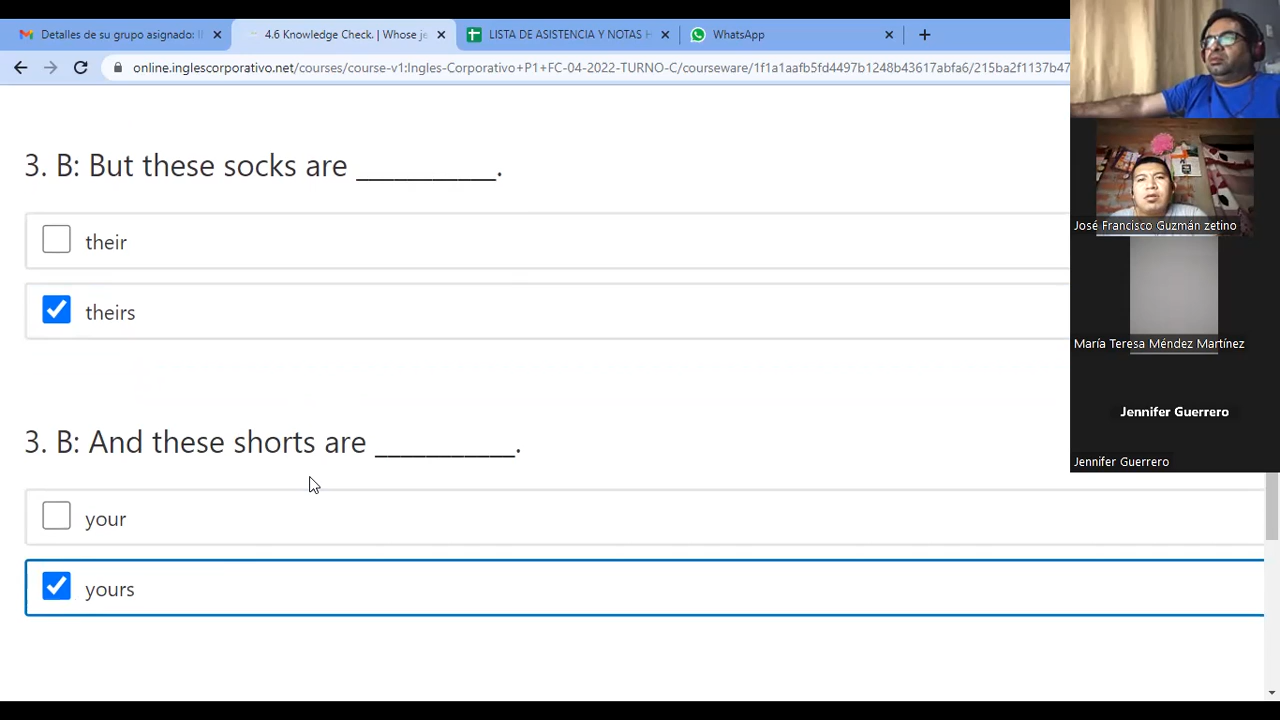 Detalles de su grupo asignado: I
4.6 Knowledge Check. | Whose je
LISTA DE ASISTENCIA Y NOTAS H
WhatsApp
online.inglescorporativo.net/courses/course-v1:Ingles-Corporativo+P1+FC-04-2022-TURNO-C/courseware/1f1a1aafb5fd4497b1248b43617abfa6/215ba2f1137b47
3. B: But these socks are ___________.
their
theirs
3. B: And these shorts are ___________.
your
yours
José Francisco Guzmán zetino
María Teresa Méndez Martínez
Jennifer Guerrero
Jennifer Guerrero